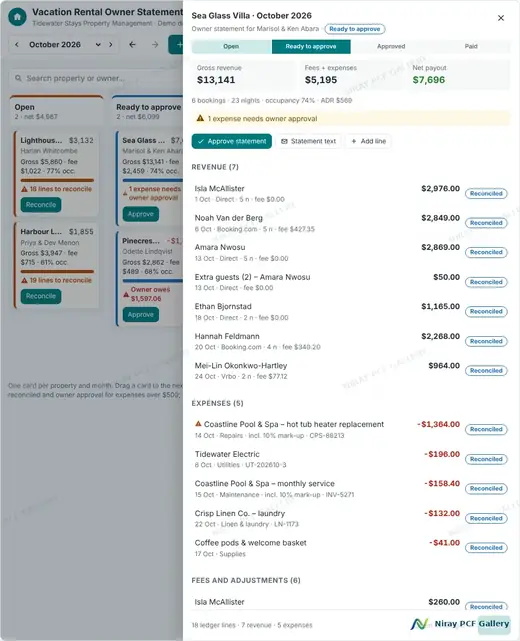 Vacation Rental Owner Statement
Tidewater Stays Property Management · Demo d
October 2026
Search property or owner...
Open
2 · net $4,987
Lighthous... $3,132
Harlan Whitcombe
Gross $5,860 · fee
$1,022 · 77% occ.
18 lines to reconcile
Reconcile
Harbour L... $1,855
Priya & Dev Menon
Gross $3,947 · fee
$715 · 61% occ.
19 lines to reconcile
Reconcile
Ready to approve
2 · net $6,099
Sea Glass ...
Marisol & Ken Abar
Gross $13,141 · fee
$2,459 · 74% occ.
1 expense needs
owner approval
Approve
Pinecres... -$1,
Odette Lindqvist
Gross $2,862 · fee
$489 · 66% occ.
Owner owes
$1,597.06
Approve
One card per property and month. Drag a card to the next
reconciled and owner approval for expenses over $500;
Sea Glass Villa · October 2026
Owner statement for Marisol & Ken Abara · Ready to approve
Open
Ready to approve
Approved
Paid
Gross revenue
$13,141
Fees + expenses
$5,195
Net payout
$7,696
6 bookings · 23 nights · occupancy 74% · ADR $569
1 expense needs owner approval
Approve statement
Statement text
Add line
REVENUE (7)
Isla McAllister $2,976.00 Reconciled
1 Oct · Direct · 5 n · fee $0.00
Noah Van der Berg $2,849.00 Reconciled
6 Oct · Booking.com · 5 n · fee $427.35
Amara Nwosu $2,869.00 Reconciled
13 Oct · Direct · 5 n · fee $0.00
Extra guests (2) – Amara Nwosu $50.00 Reconciled
13 Oct · Direct · fee $0.00
Ethan Bjornstad $1,165.00 Reconciled
18 Oct · Direct · 2 n · fee $0.00
Hannah Feldmann $2,268.00 Reconciled
20 Oct · Booking.com · 4 n · fee $340.20
Mei-Lin Okonkwo-Hartley $964.00 Reconciled
24 Oct · Vrbo · 2 n · fee $77.12
EXPENSES (5)
Coastline Pool & Spa – hot tub heater replacement -$1,364.00 Reconciled
14 Oct · Repairs · incl. 10% mark-up · CPS-88213
Tidewater Electric -$196.00 Reconciled
8 Oct · Utilities · UT-202610-3
Coastline Pool & Spa – monthly service -$158.40 Reconciled
15 Oct · Maintenance · incl. 10% mark-up · INV-5271
Crisp Linen Co. – laundry -$132.00 Reconciled
22 Oct · Linen & laundry · LN-1173
Coffee pods & welcome basket -$41.00 Reconciled
17 Oct · Supplies
FEES AND ADJUSTMENTS (6)
Isla McAllister $260.00 Reconciled
18 ledger lines · 7 revenue · 5 expenses
Niray PCF Gallery